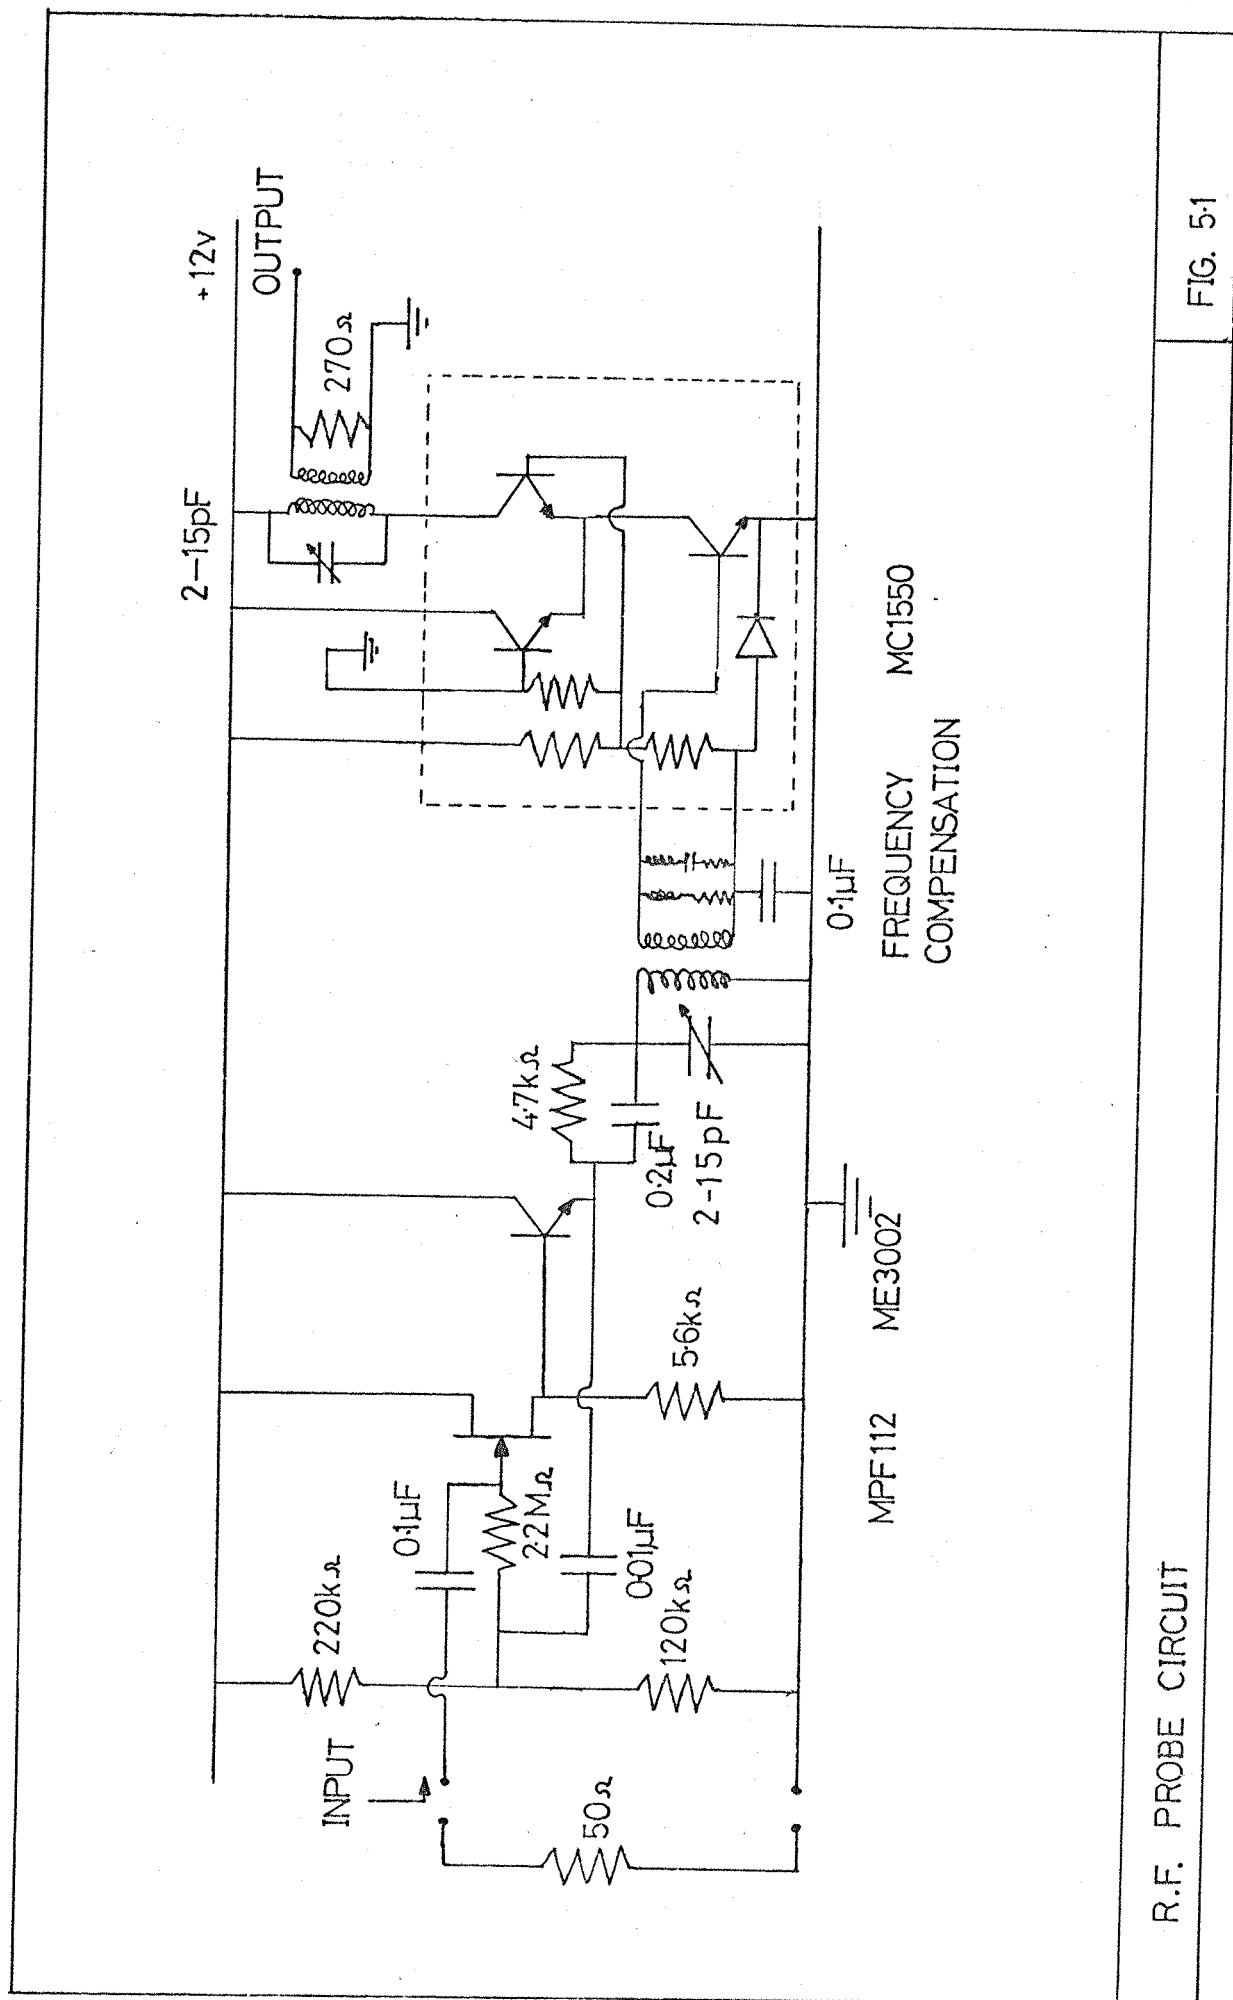 +12v
2-15pF
OUTPUT
270Ω
220kΩ
0·1µF
INPUT
2·2MΩ
4·7kΩ
0·01µF
0·2µF
50Ω
120kΩ
5·6kΩ
2-15pF
0·1µF
MPF112
ME3002
FREQUENCY
COMPENSATION
MC1550
R.F. PROBE CIRCUIT
FIG. 5·1